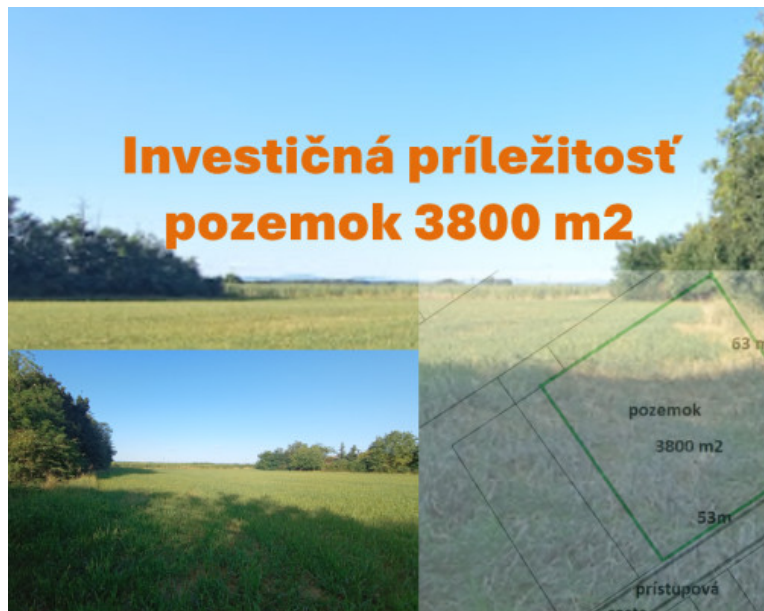 Investičná príležitosť
pozemok 3800 m2
63 m
pozemok
3800 m2
53m
prístupová